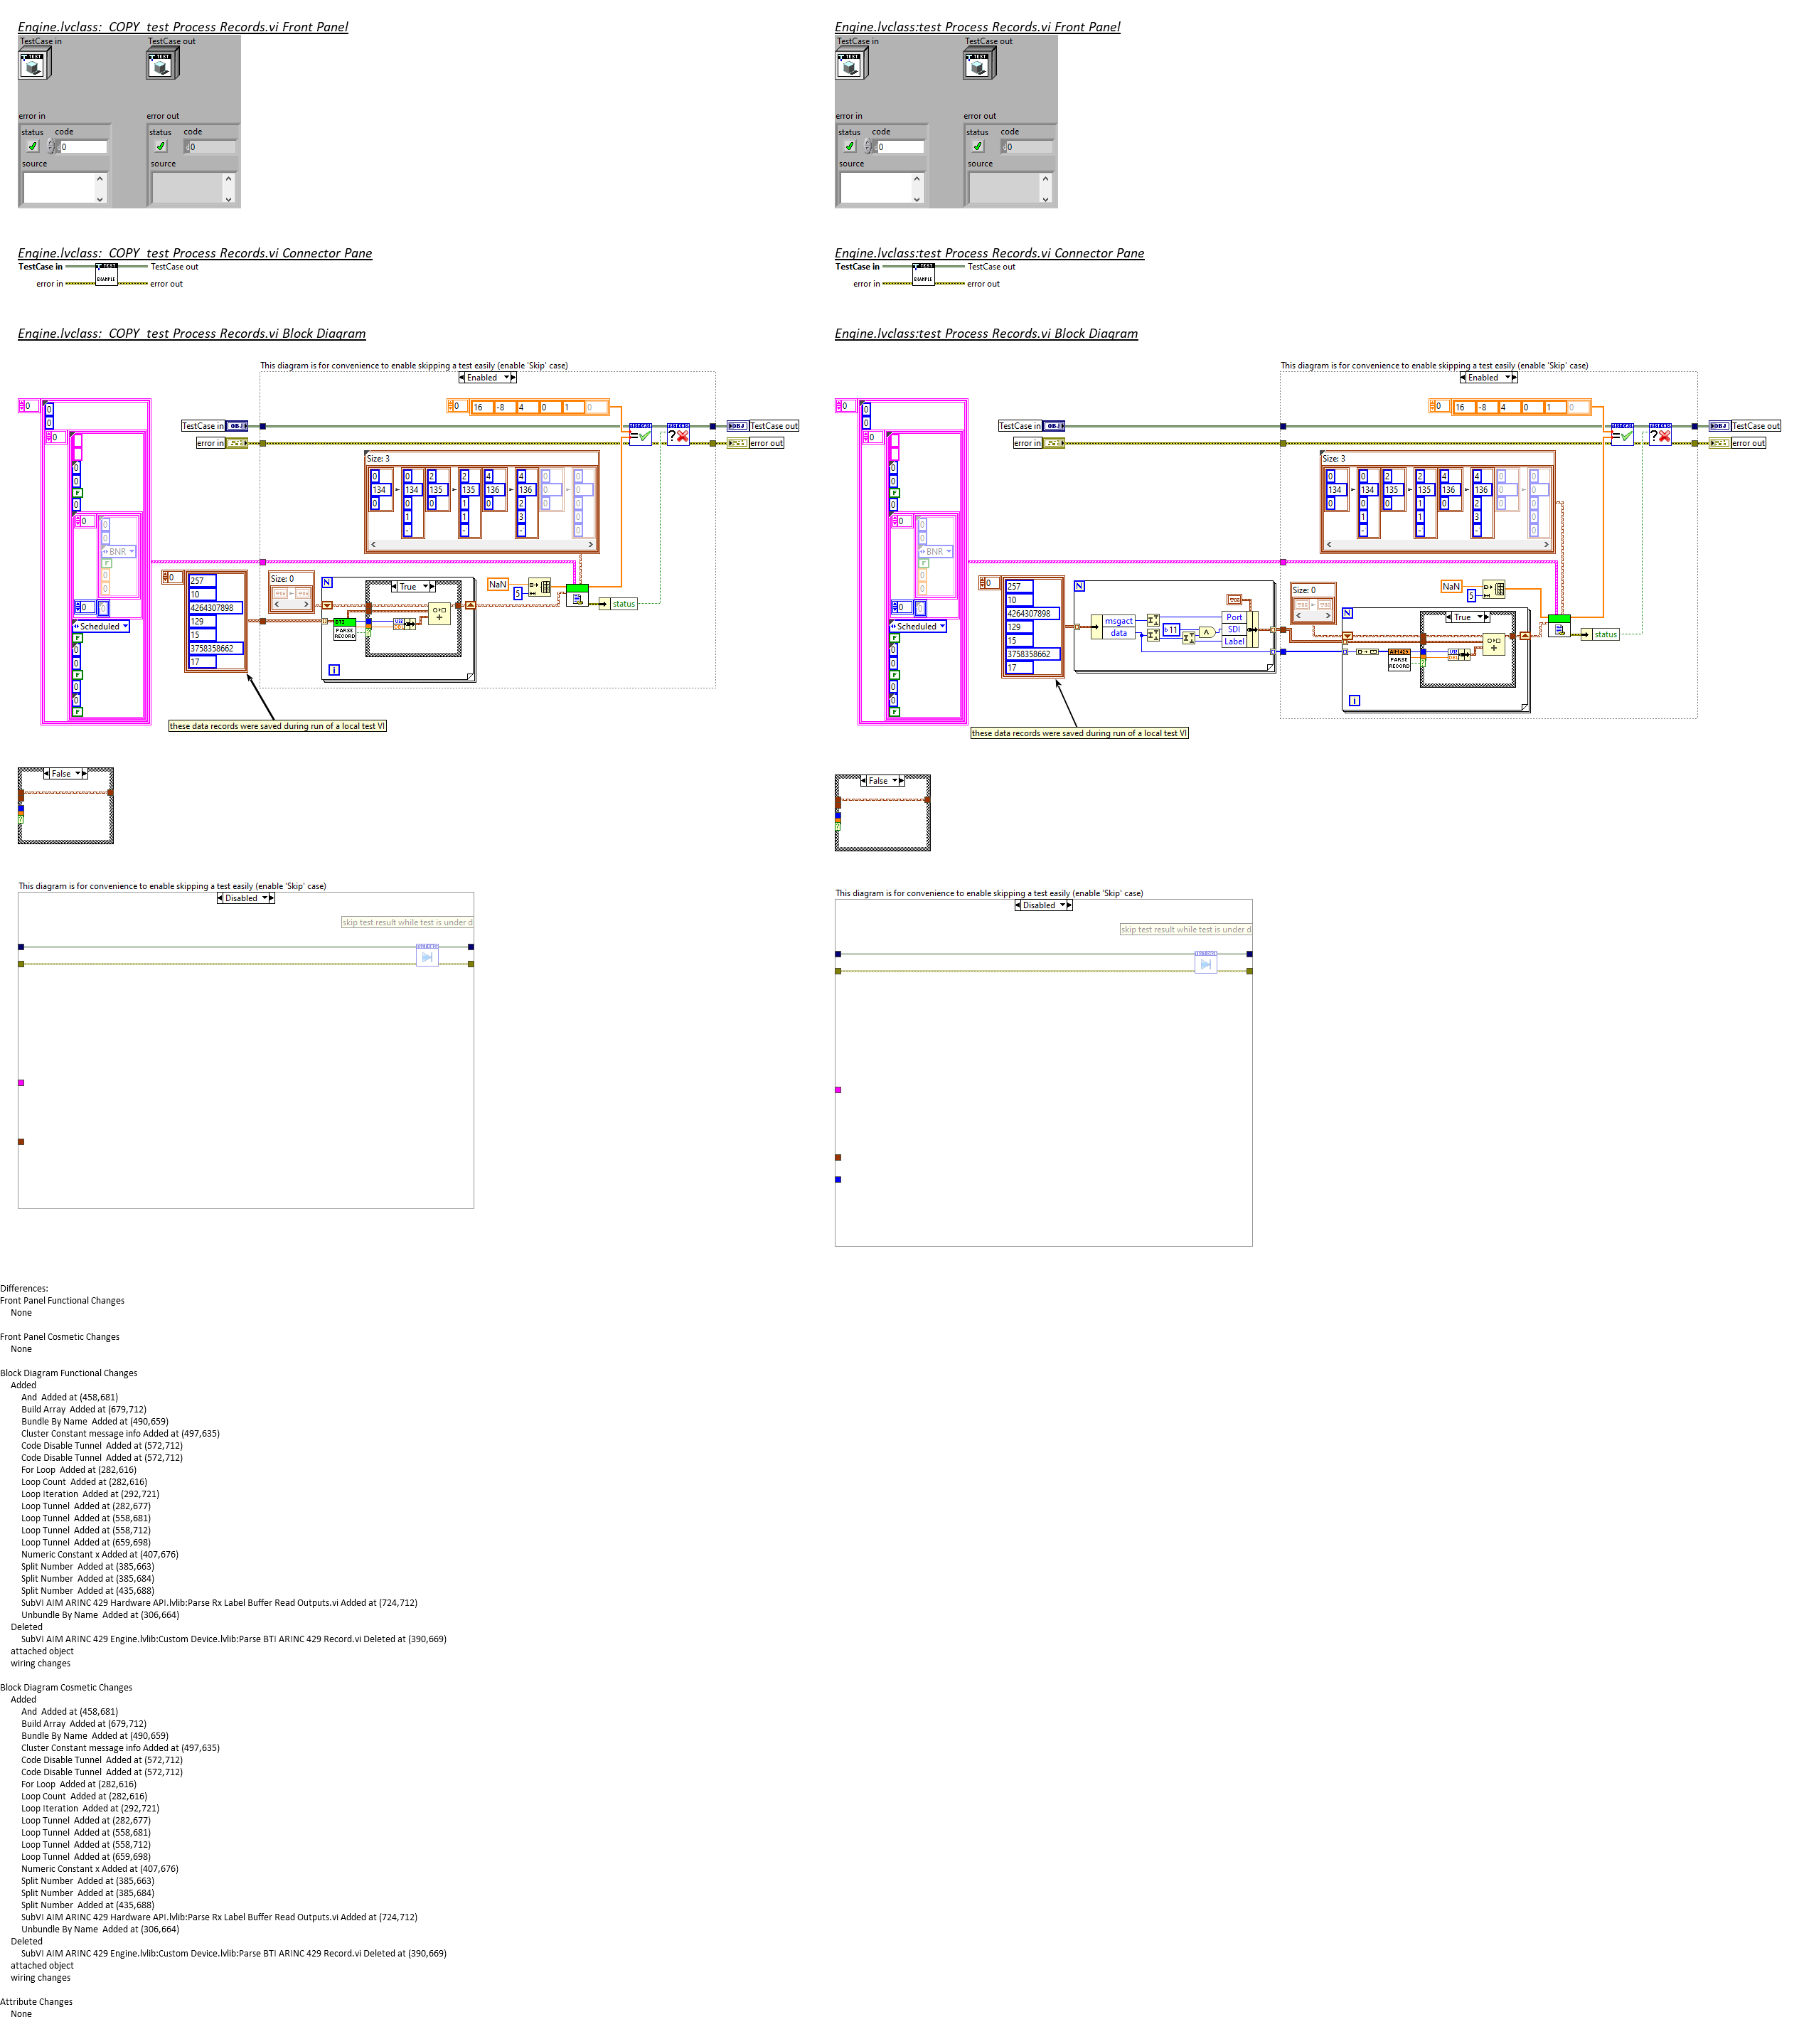 Engine.lvclass:  COPY  test Process Records.vi Front Panel
TestCase in
TestCase out
error in
error out
status
code
status
code
0
0
source
source
Engine.lvclass:  COPY  test Process Records.vi Connector Pane
TestCase in
TestCase out
TEST
EXAMPLE
error in
error out
Engine.lvclass:  COPY  test Process Records.vi Block Diagram
This diagram is for convenience to enable skipping a test easily (enable 'Skip' case)
Enabled
0
16
-8
4
0
1
0
TestCase in
OBJ
OBJ
TestCase out
error in
error out
Size: 3
0
0
2
2
4
4
0
0
134
134
135
135
136
136
0
0
0
0
0
1
0
2
0
0
1
1
3
0
-
-
-
0
BNR
Scheduled
0
257
10
4264307898
129
15
3758358662
17
Size: 0
N
True
PARSE
RECORD
i
NaN
5
status
these data records were saved during run of a local test VI
False
This diagram is for convenience to enable skipping a test easily (enable 'Skip' case)
Disabled
skip test result while test is under d
Engine.lvclass:test Process Records.vi Front Panel
TestCase in
TestCase out
error in
error out
status
code
status
code
0
0
source
source
Engine.lvclass:test Process Records.vi Connector Pane
TestCase in
TestCase out
TEST
EXAMPLE
error in
error out
Engine.lvclass:test Process Records.vi Block Diagram
This diagram is for convenience to enable skipping a test easily (enable 'Skip' case)
Enabled
0
16
-8
4
0
1
0
TestCase in
OBJ
OBJ
TestCase out
error in
error out
Size: 3
0
0
2
2
4
4
0
0
134
134
135
135
136
136
0
0
0
0
0
1
0
2
0
0
1
1
3
0
-
-
-
0
BNR
Scheduled
0
257
10
4264307898
129
15
3758358662
17
N
msgact
data
11
Port
SDI
Label
Size: 0
N
True
PARSE
RECORD
i
NaN
5
status
these data records were saved during run of a local test VI
False
This diagram is for convenience to enable skipping a test easily (enable 'Skip' case)
Disabled
skip test result while test is under d
Differences:
Front Panel Functional Changes
None
Front Panel Cosmetic Changes
None
Block Diagram Functional Changes
Added
And  Added at (458,681)
Build Array  Added at (679,712)
Bundle By Name  Added at (490,659)
Cluster Constant message info Added at (497,635)
Code Disable Tunnel  Added at (572,712)
Code Disable Tunnel  Added at (572,712)
For Loop  Added at (282,616)
Loop Count  Added at (282,616)
Loop Iteration  Added at (292,721)
Loop Tunnel  Added at (282,677)
Loop Tunnel  Added at (558,681)
Loop Tunnel  Added at (558,712)
Loop Tunnel  Added at (659,698)
Numeric Constant x Added at (407,676)
Split Number  Added at (385,663)
Split Number  Added at (385,684)
Split Number  Added at (435,688)
SubVI AIM ARINC 429 Hardware API.lvlib:Parse Rx Label Buffer Read Outputs.vi Added at (724,712)
Unbundle By Name  Added at (306,664)
Deleted
SubVI AIM ARINC 429 Engine.lvlib:Custom Device.lvlib:Parse BTI ARINC 429 Record.vi Deleted at (390,669)
attached object
wiring changes
Block Diagram Cosmetic Changes
Added
And  Added at (458,681)
Build Array  Added at (679,712)
Bundle By Name  Added at (490,659)
Cluster Constant message info Added at (497,635)
Code Disable Tunnel  Added at (572,712)
Code Disable Tunnel  Added at (572,712)
For Loop  Added at (282,616)
Loop Count  Added at (282,616)
Loop Iteration  Added at (292,721)
Loop Tunnel  Added at (282,677)
Loop Tunnel  Added at (558,681)
Loop Tunnel  Added at (558,712)
Loop Tunnel  Added at (659,698)
Numeric Constant x Added at (407,676)
Split Number  Added at (385,663)
Split Number  Added at (385,684)
Split Number  Added at (435,688)
SubVI AIM ARINC 429 Hardware API.lvlib:Parse Rx Label Buffer Read Outputs.vi Added at (724,712)
Unbundle By Name  Added at (306,664)
Deleted
SubVI AIM ARINC 429 Engine.lvlib:Custom Device.lvlib:Parse BTI ARINC 429 Record.vi Deleted at (390,669)
attached object
wiring changes
Attribute Changes
None